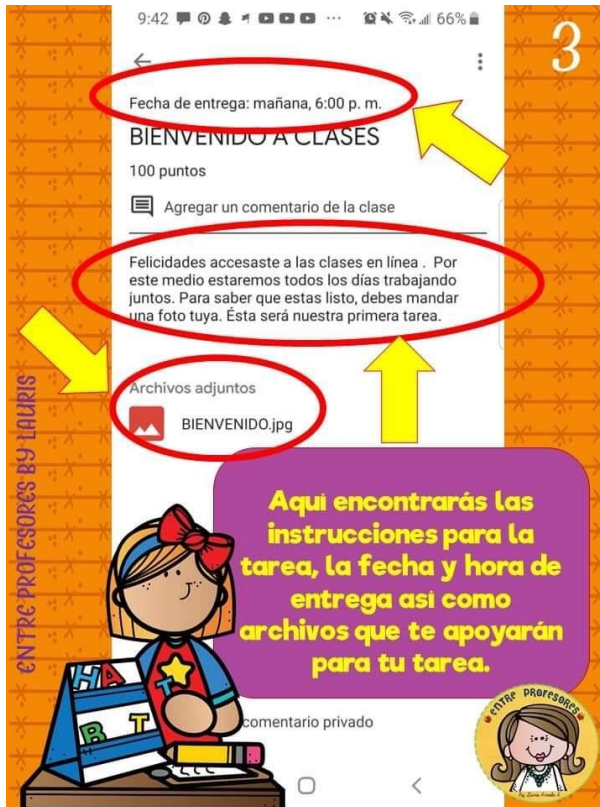 9:42 66%
3
Fecha de entrega: mañana, 6:00 p. m.
BIENVENIDO A CLASES
100 puntos
Agregar un comentario de la clase
Felicidades accesaste a las clases en línea . Por
este medio estaremos todos los días trabajando
juntos. Para saber que estas listo, debes mandar
una foto tuya. Ésta será nuestra primera tarea.
Archivos adjuntos
BIENVENIDO.jpg
ENTRE PROFESORES BY LAURIS
Aquí encontrarás las
instrucciones para la
tarea, la fecha y hora de
entrega así como
archivos que te apoyarán
para tu tarea.
HA
B T
T
comentario privado
ENTRE PROFESORES